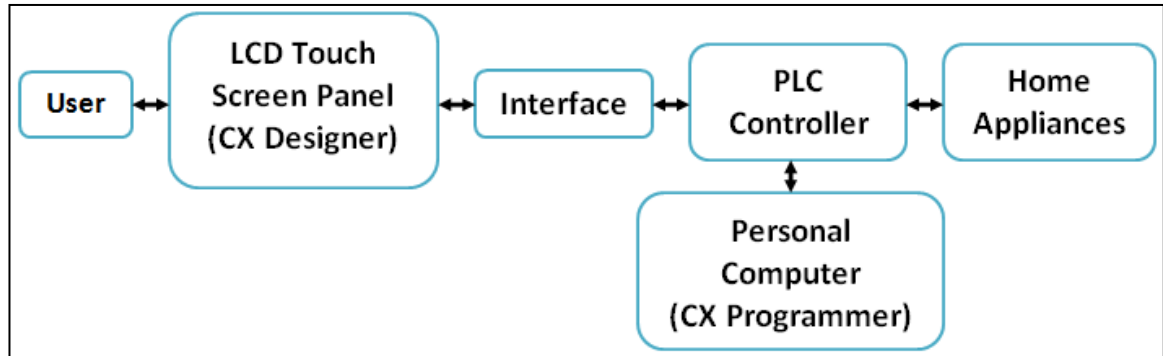 User
LCD Touch
Screen Panel
(CX Designer)
Interface
PLC
Controller
Home
Appliances
Personal
Computer
(CX Programmer)